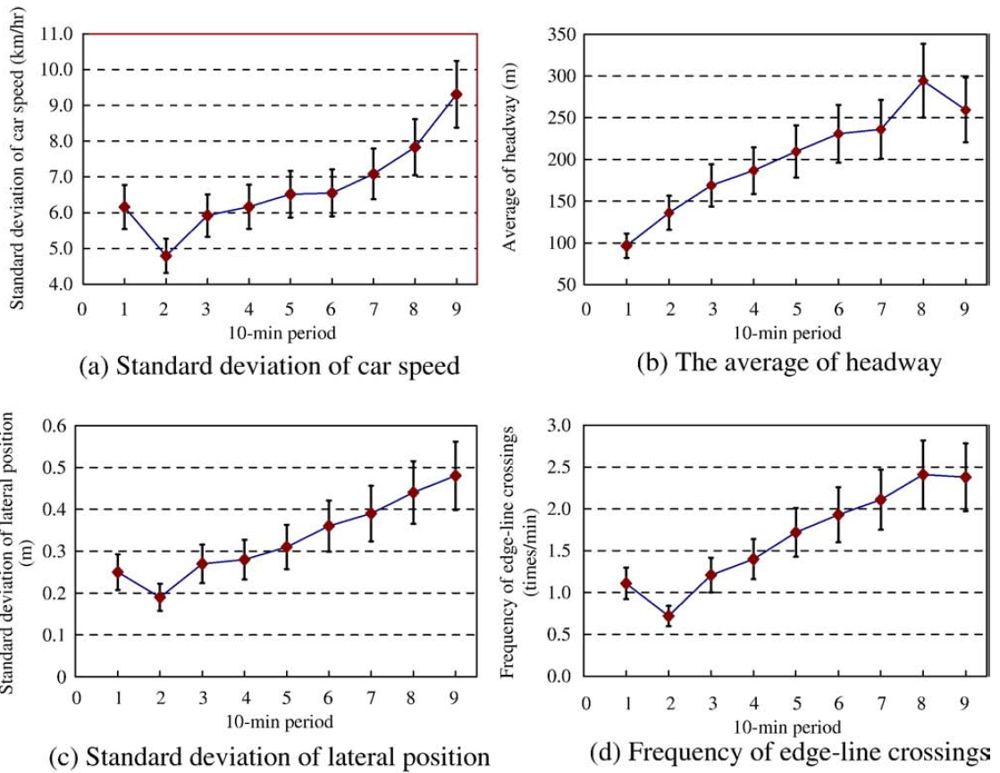 Standard deviation of car speed (km/hr)
11.0
10.0
9.0
8.0
7.0
6.0
5.0
4.0
0 1 2 3 4 5 6 7 8 9
10-min period
(a) Standard deviation of car speed
Average of headway (m)
350
300
250
200
150
100
50
0 1 2 3 4 5 6 7 8 9
10-min period
(b) The average of headway
Standard deviation of lateral position
(m)
0.6
0.5
0.4
0.3
0.2
0.1
0
0 1 2 3 4 5 6 7 8 9
10-min period
(c) Standard deviation of lateral position
Frequency of edge-line crossings
(times/min)
3.0
2.5
2.0
1.5
1.0
0.5
0.0
0 1 2 3 4 5 6 7 8 9
10-min period
(d) Frequency of edge-line crossings